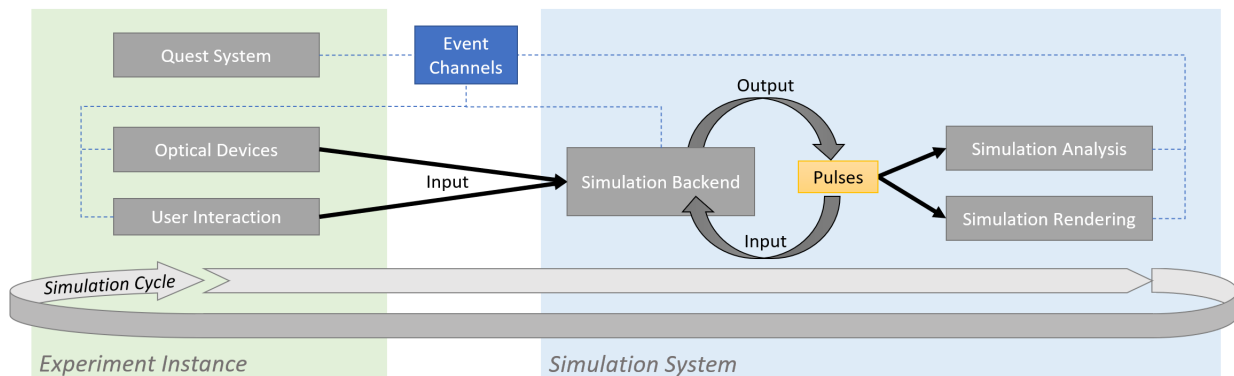 Quest System
Event
Channels
Output
Optical Devices
Input
Simulation Backend
Pulses
Simulation Analysis
User Interaction
Input
Simulation Rendering
Simulation Cycle
Experiment Instance
Simulation System